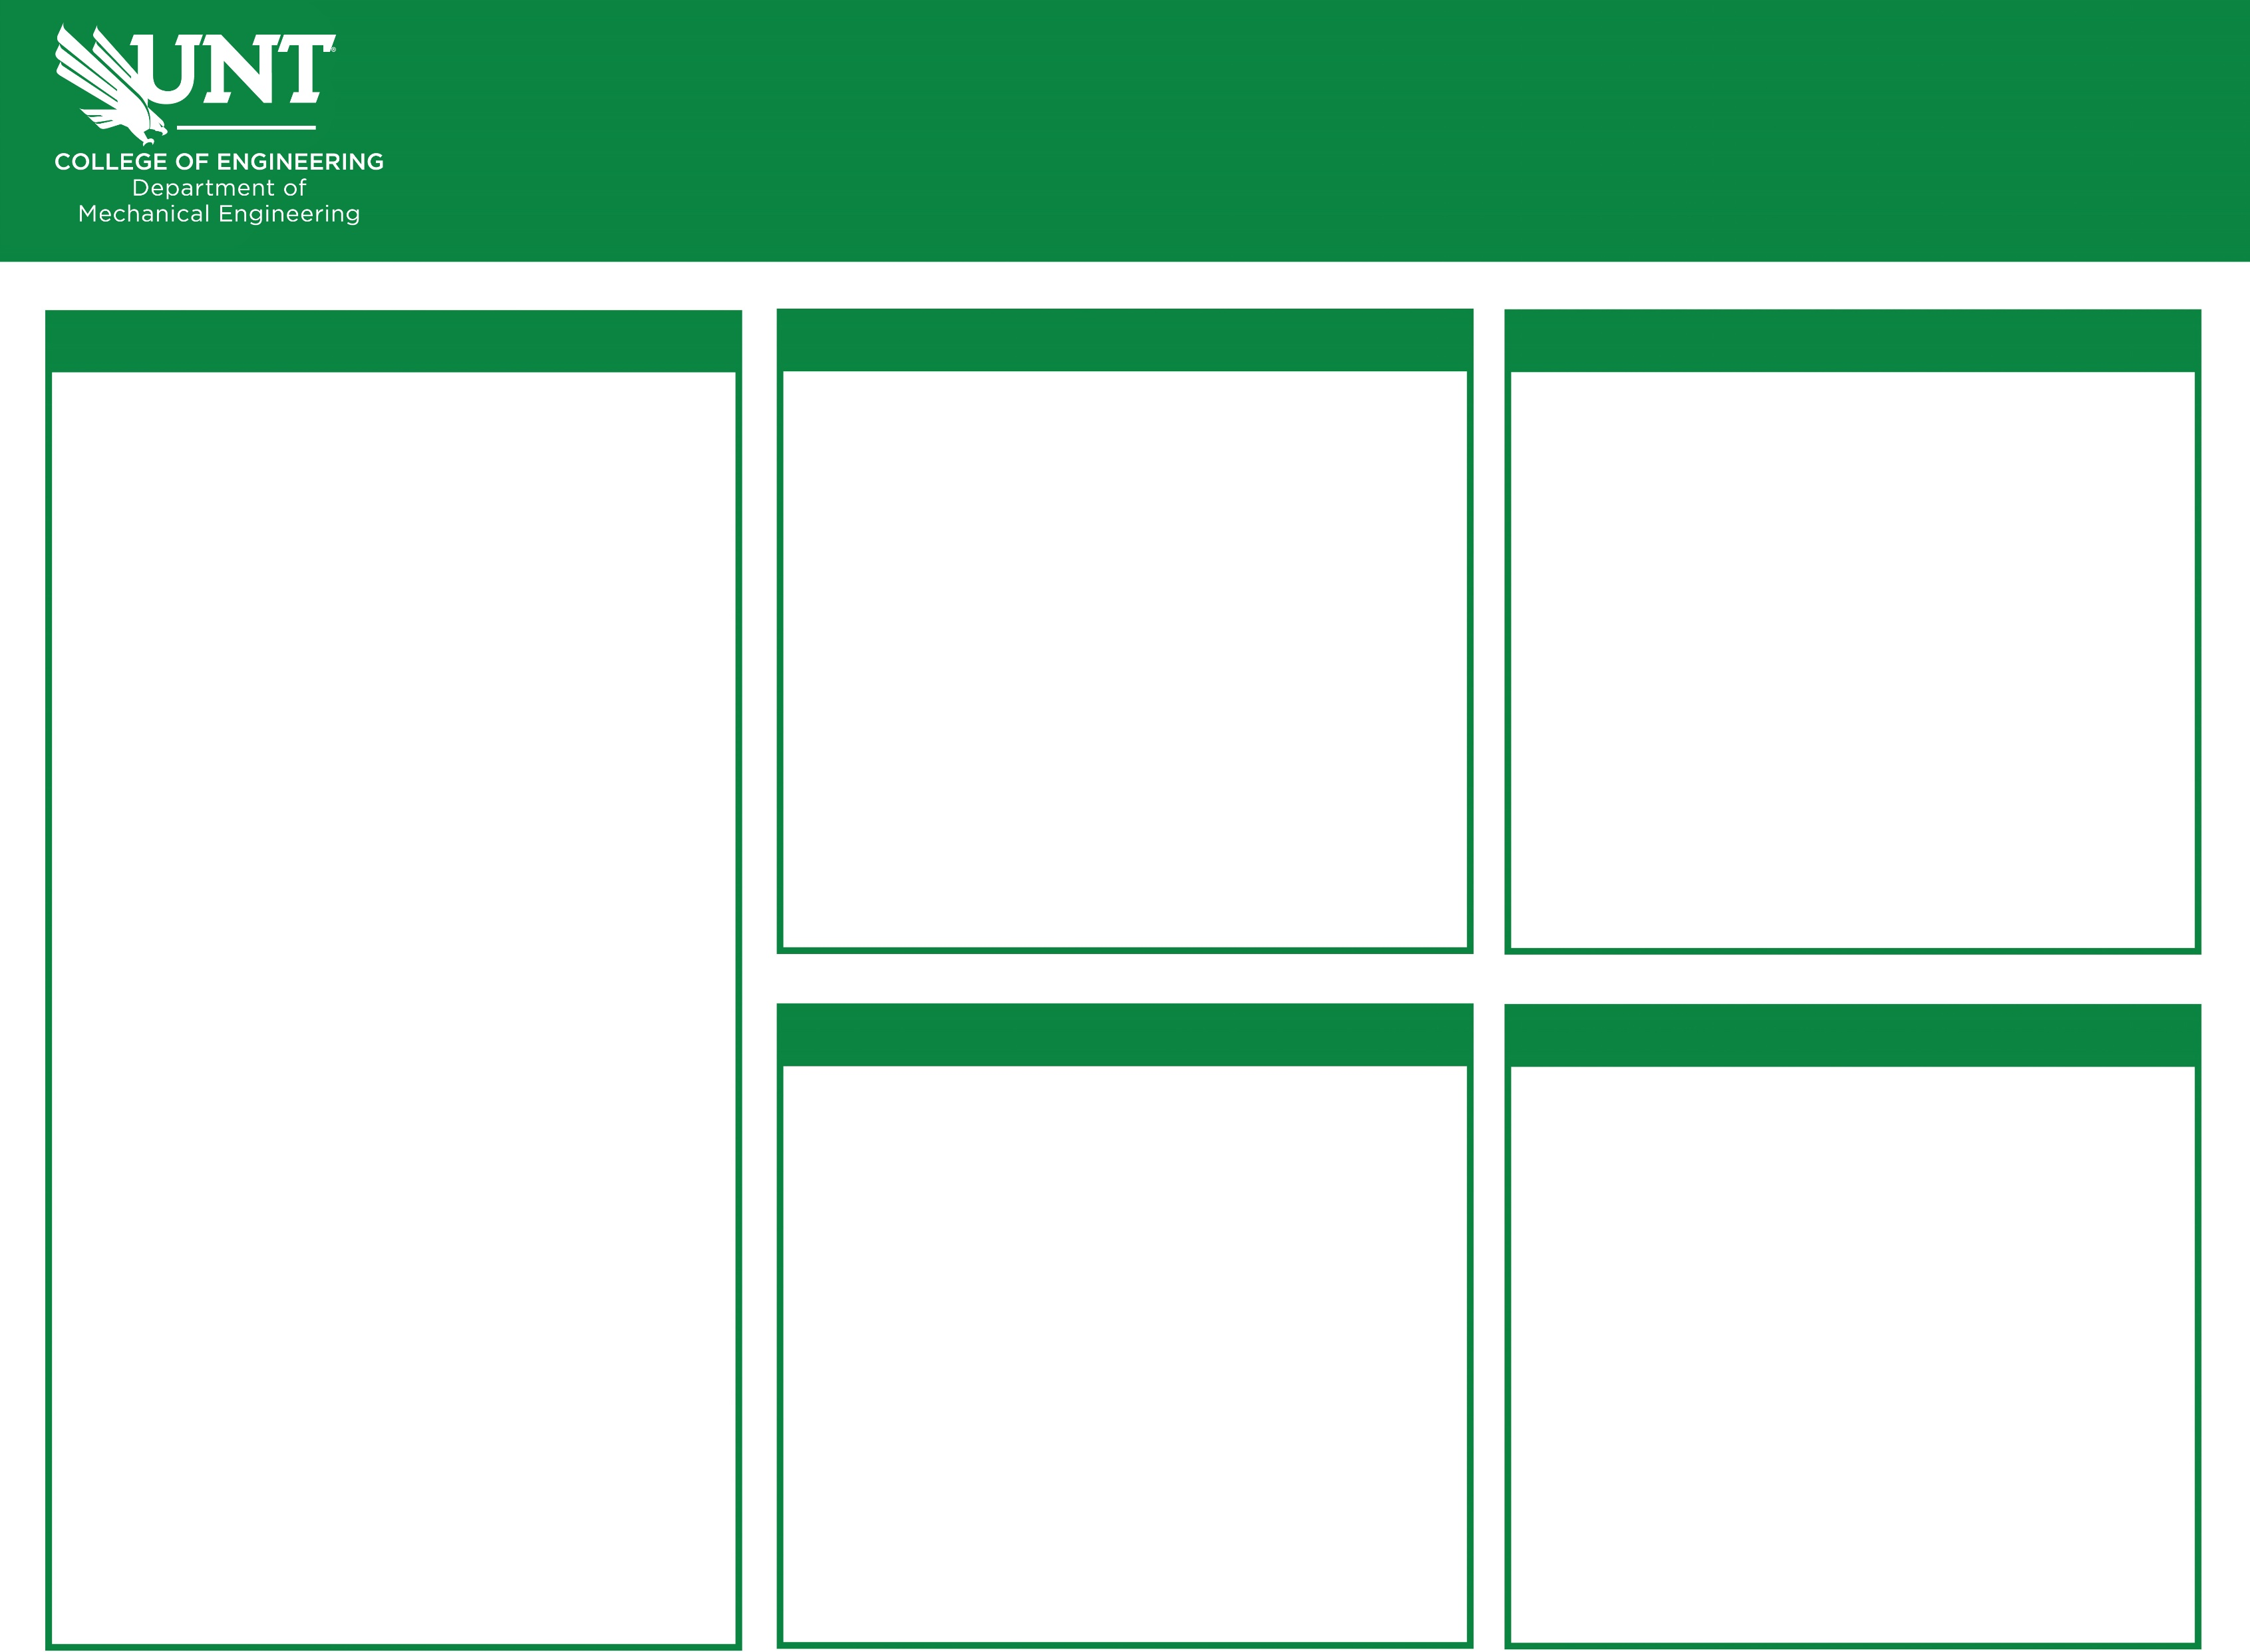 UNT®
COLLEGE OF ENGINEERING
Department of
Mechanical Engineering